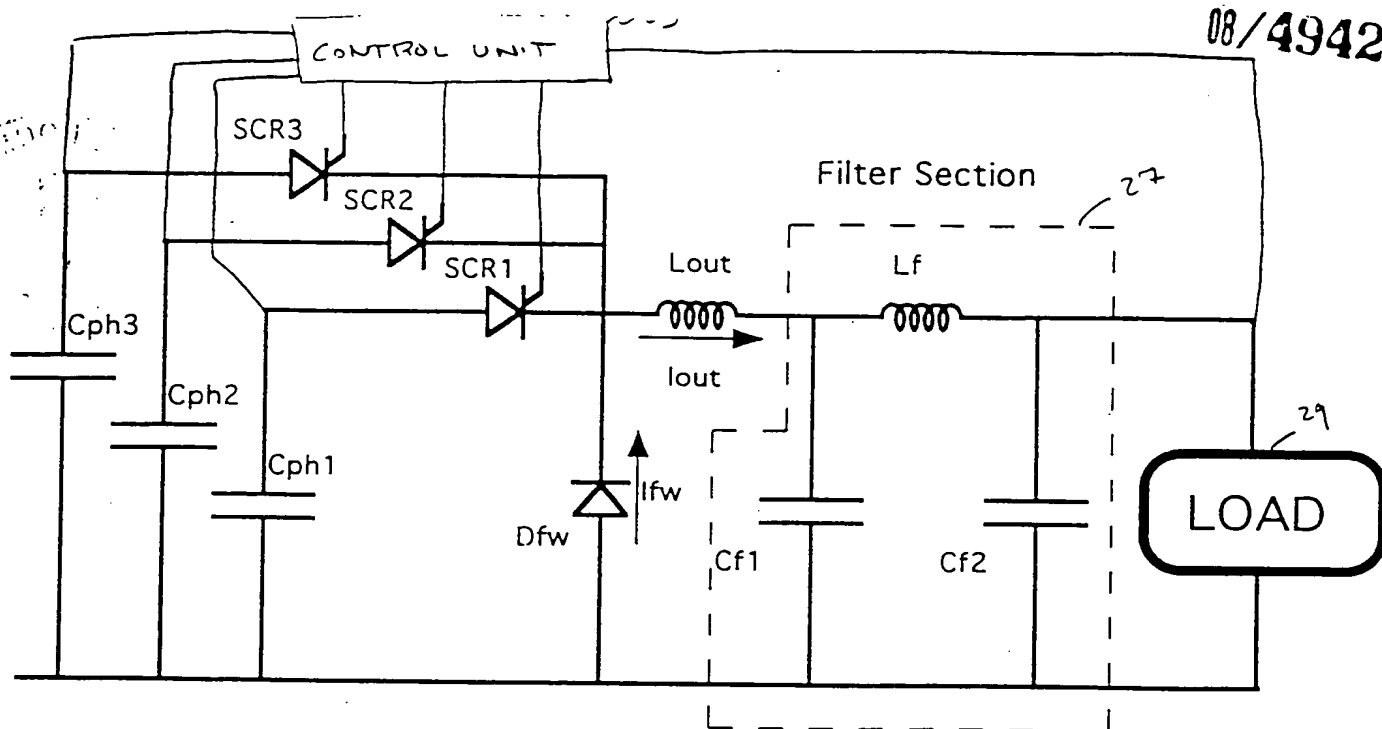 08/4942
CONTROL UNIT
SCR3
SCR2
SCR1
Filter Section
27
Lout
Lf
Iout
Cph3
Cph2
Cph1
Ifw
Dfw
Cf1
Cf2
29
LOAD